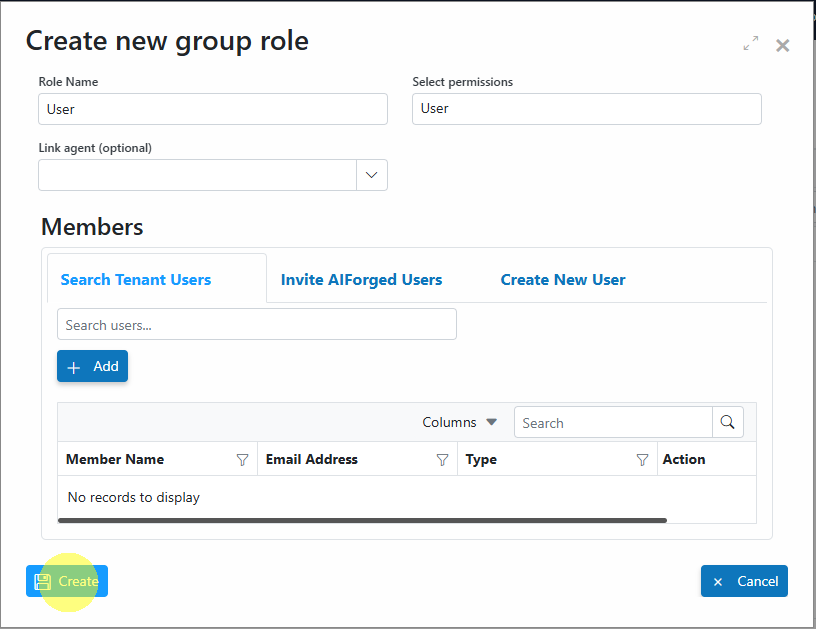 Create new group role
Role Name
Select permissions
User
User
Link agent (optional)
Members
Search Tenant Users
Invite AIForged Users
Create New User
Search users...
Add
Columns
Search
Member Name
Email Address
Type
Action
No records to display
Create
Cancel